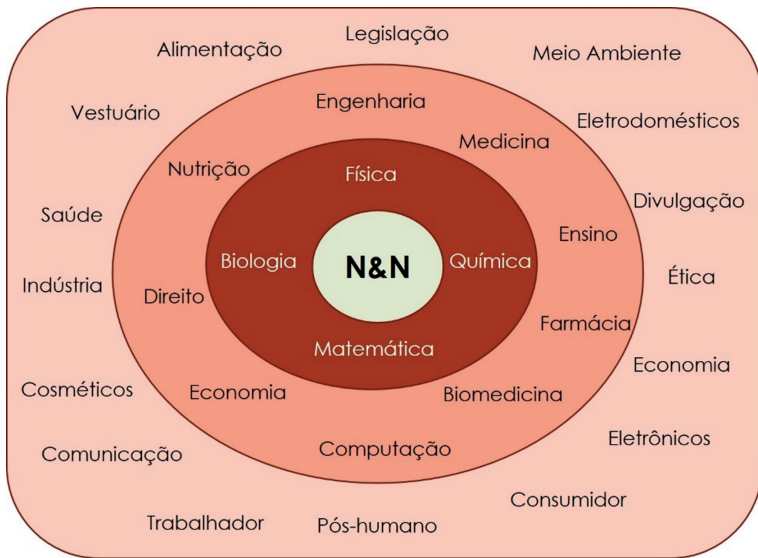 Legislação
Alimentação
Meio Ambiente
Vestuário
Engenharia
Eletrodomésticos
Medicina
Nutrição
Física
Divulgação
Saúde
Ensino
Biologia
N&N
Química
Ética
Indústria
Direito
Farmácia
Matemática
Economia
Cosméticos
Economia
Biomedicina
Eletrônicos
Computação
Comunicação
Consumidor
Trabalhador
Pós-humano